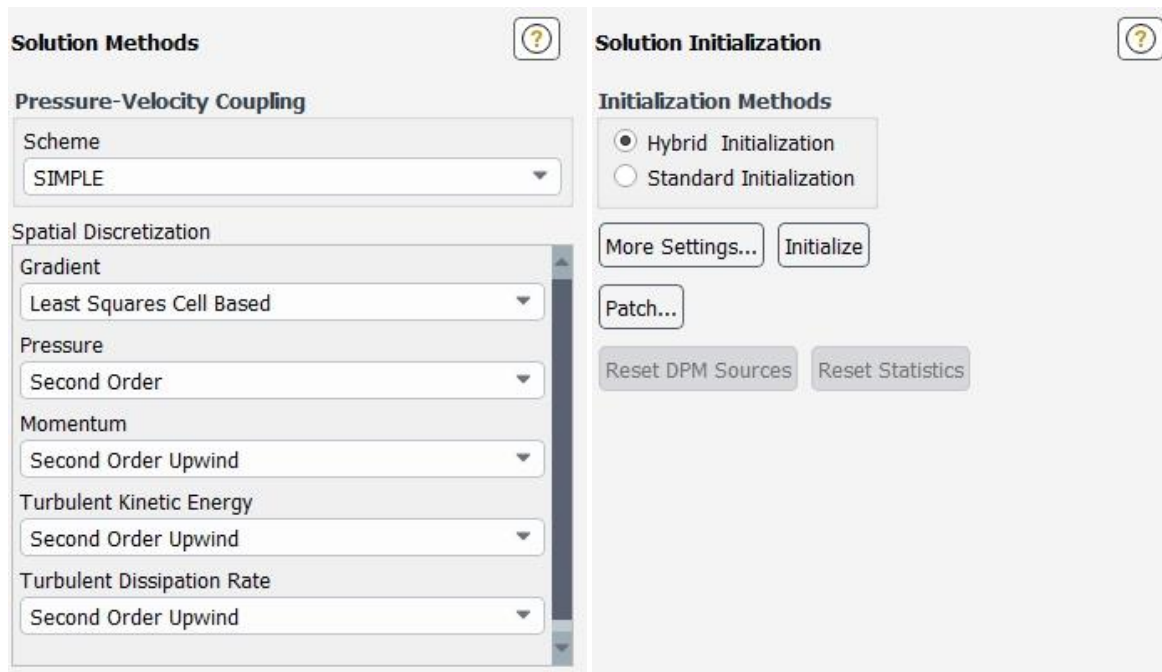 Solution Methods
?
Pressure-Velocity Coupling
Scheme
SIMPLE
Spatial Discretization
Gradient
Least Squares Cell Based
Pressure
Second Order
Momentum
Second Order Upwind
Turbulent Kinetic Energy
Second Order Upwind
Turbulent Dissipation Rate
Second Order Upwind
Solution Initialization
?
Initialization Methods
Hybrid Initialization
Standard Initialization
More Settings... Initialize
Patch...
Reset DPM Sources Reset Statistics